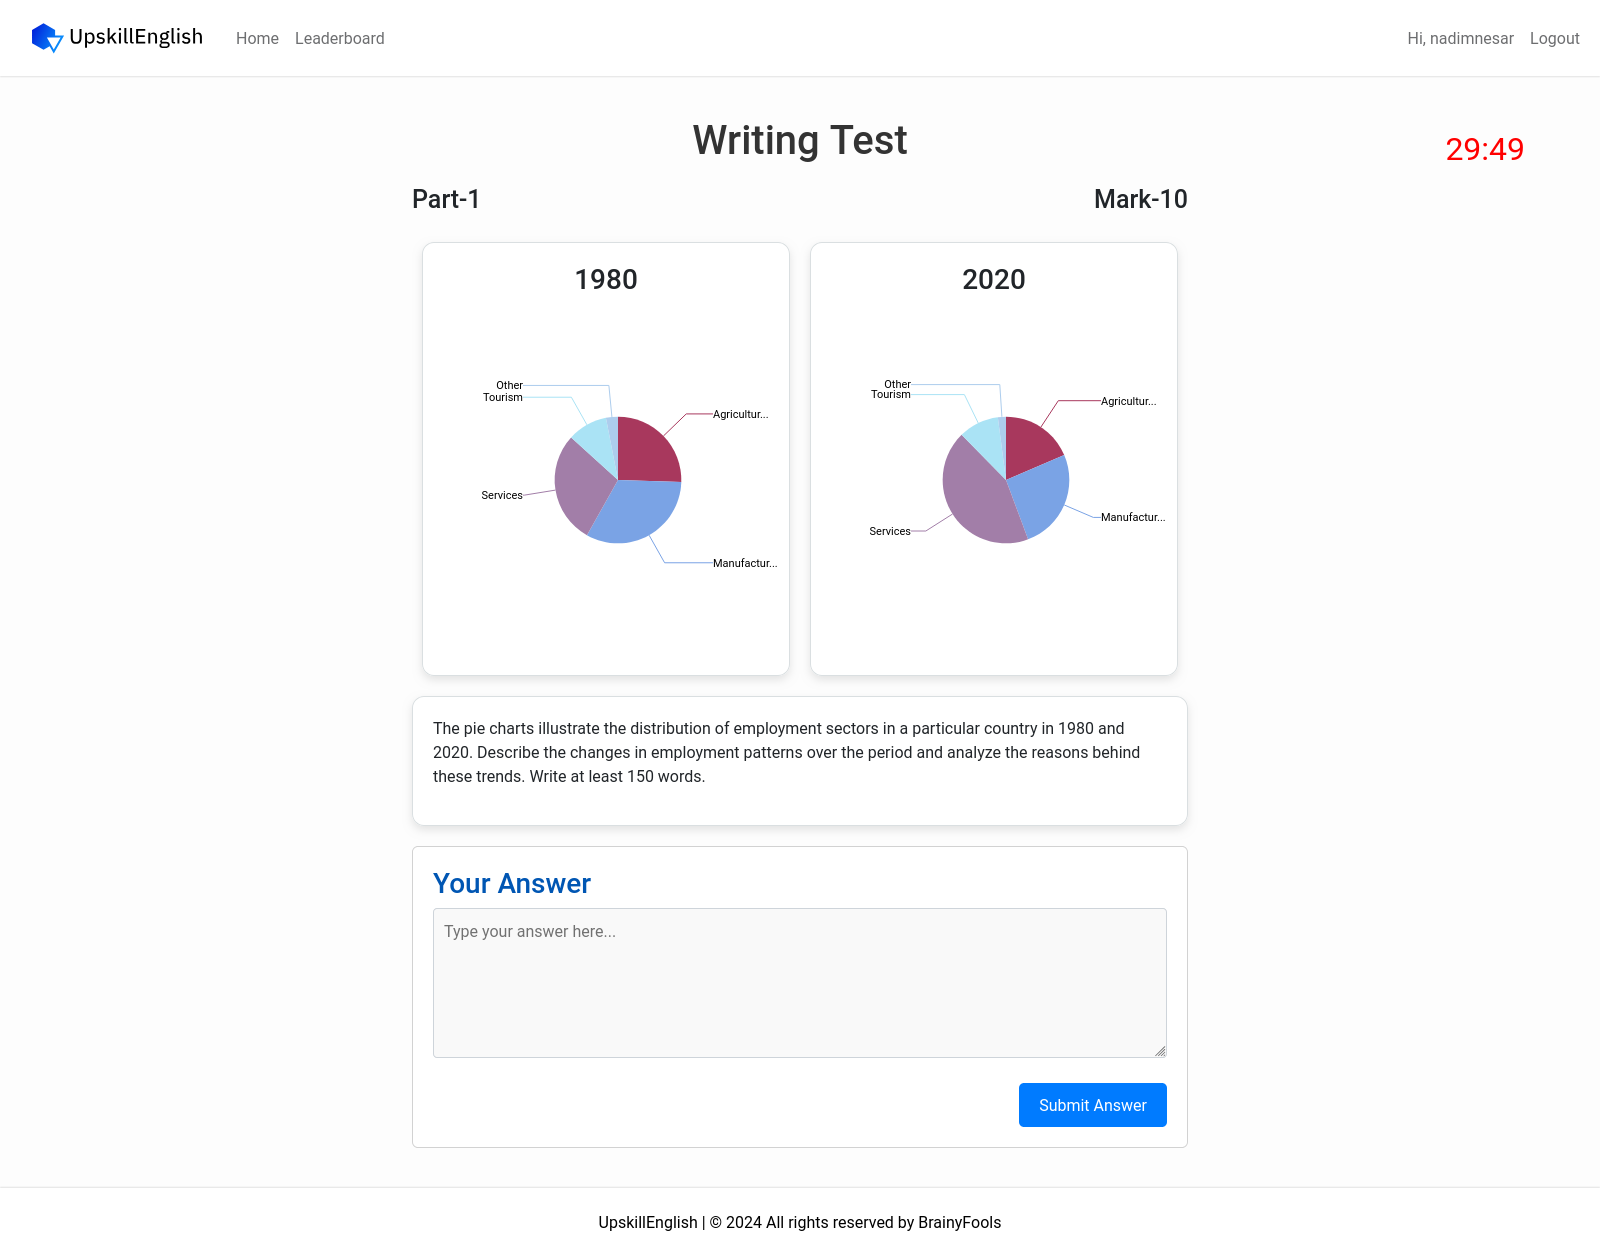 UpskillEnglish Home Leaderboard Hi, nadimnesar Logout
Writing Test
29:49
Part-1 Mark-10
1980
Other
Tourism
Agricultur...
Services
Manufactur...
2020
Other
Tourism
Agricultur...
Manufactur...
Services
The pie charts illustrate the distribution of employment sectors in a particular country in 1980 and
2020. Describe the changes in employment patterns over the period and analyze the reasons behind
these trends. Write at least 150 words.
Your Answer
Type your answer here...
Submit Answer
UpskillEnglish | © 2024 All rights reserved by BrainyFools